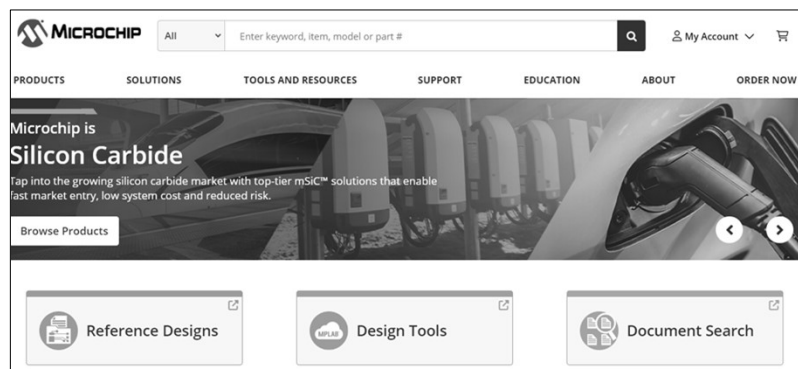 MICROCHIP
All
Enter keyword, item, model or part #
My Account
PRODUCTS SOLUTIONS TOOLS AND RESOURCES SUPPORT EDUCATION ABOUT ORDER NOW
Microchip is
Silicon Carbide
Tap into the growing silicon carbide market with top-tier mSiC™ solutions that enable
fast market entry, low system cost and reduced risk.
Browse Products
Reference Designs
MPLAB
Design Tools
Document Search